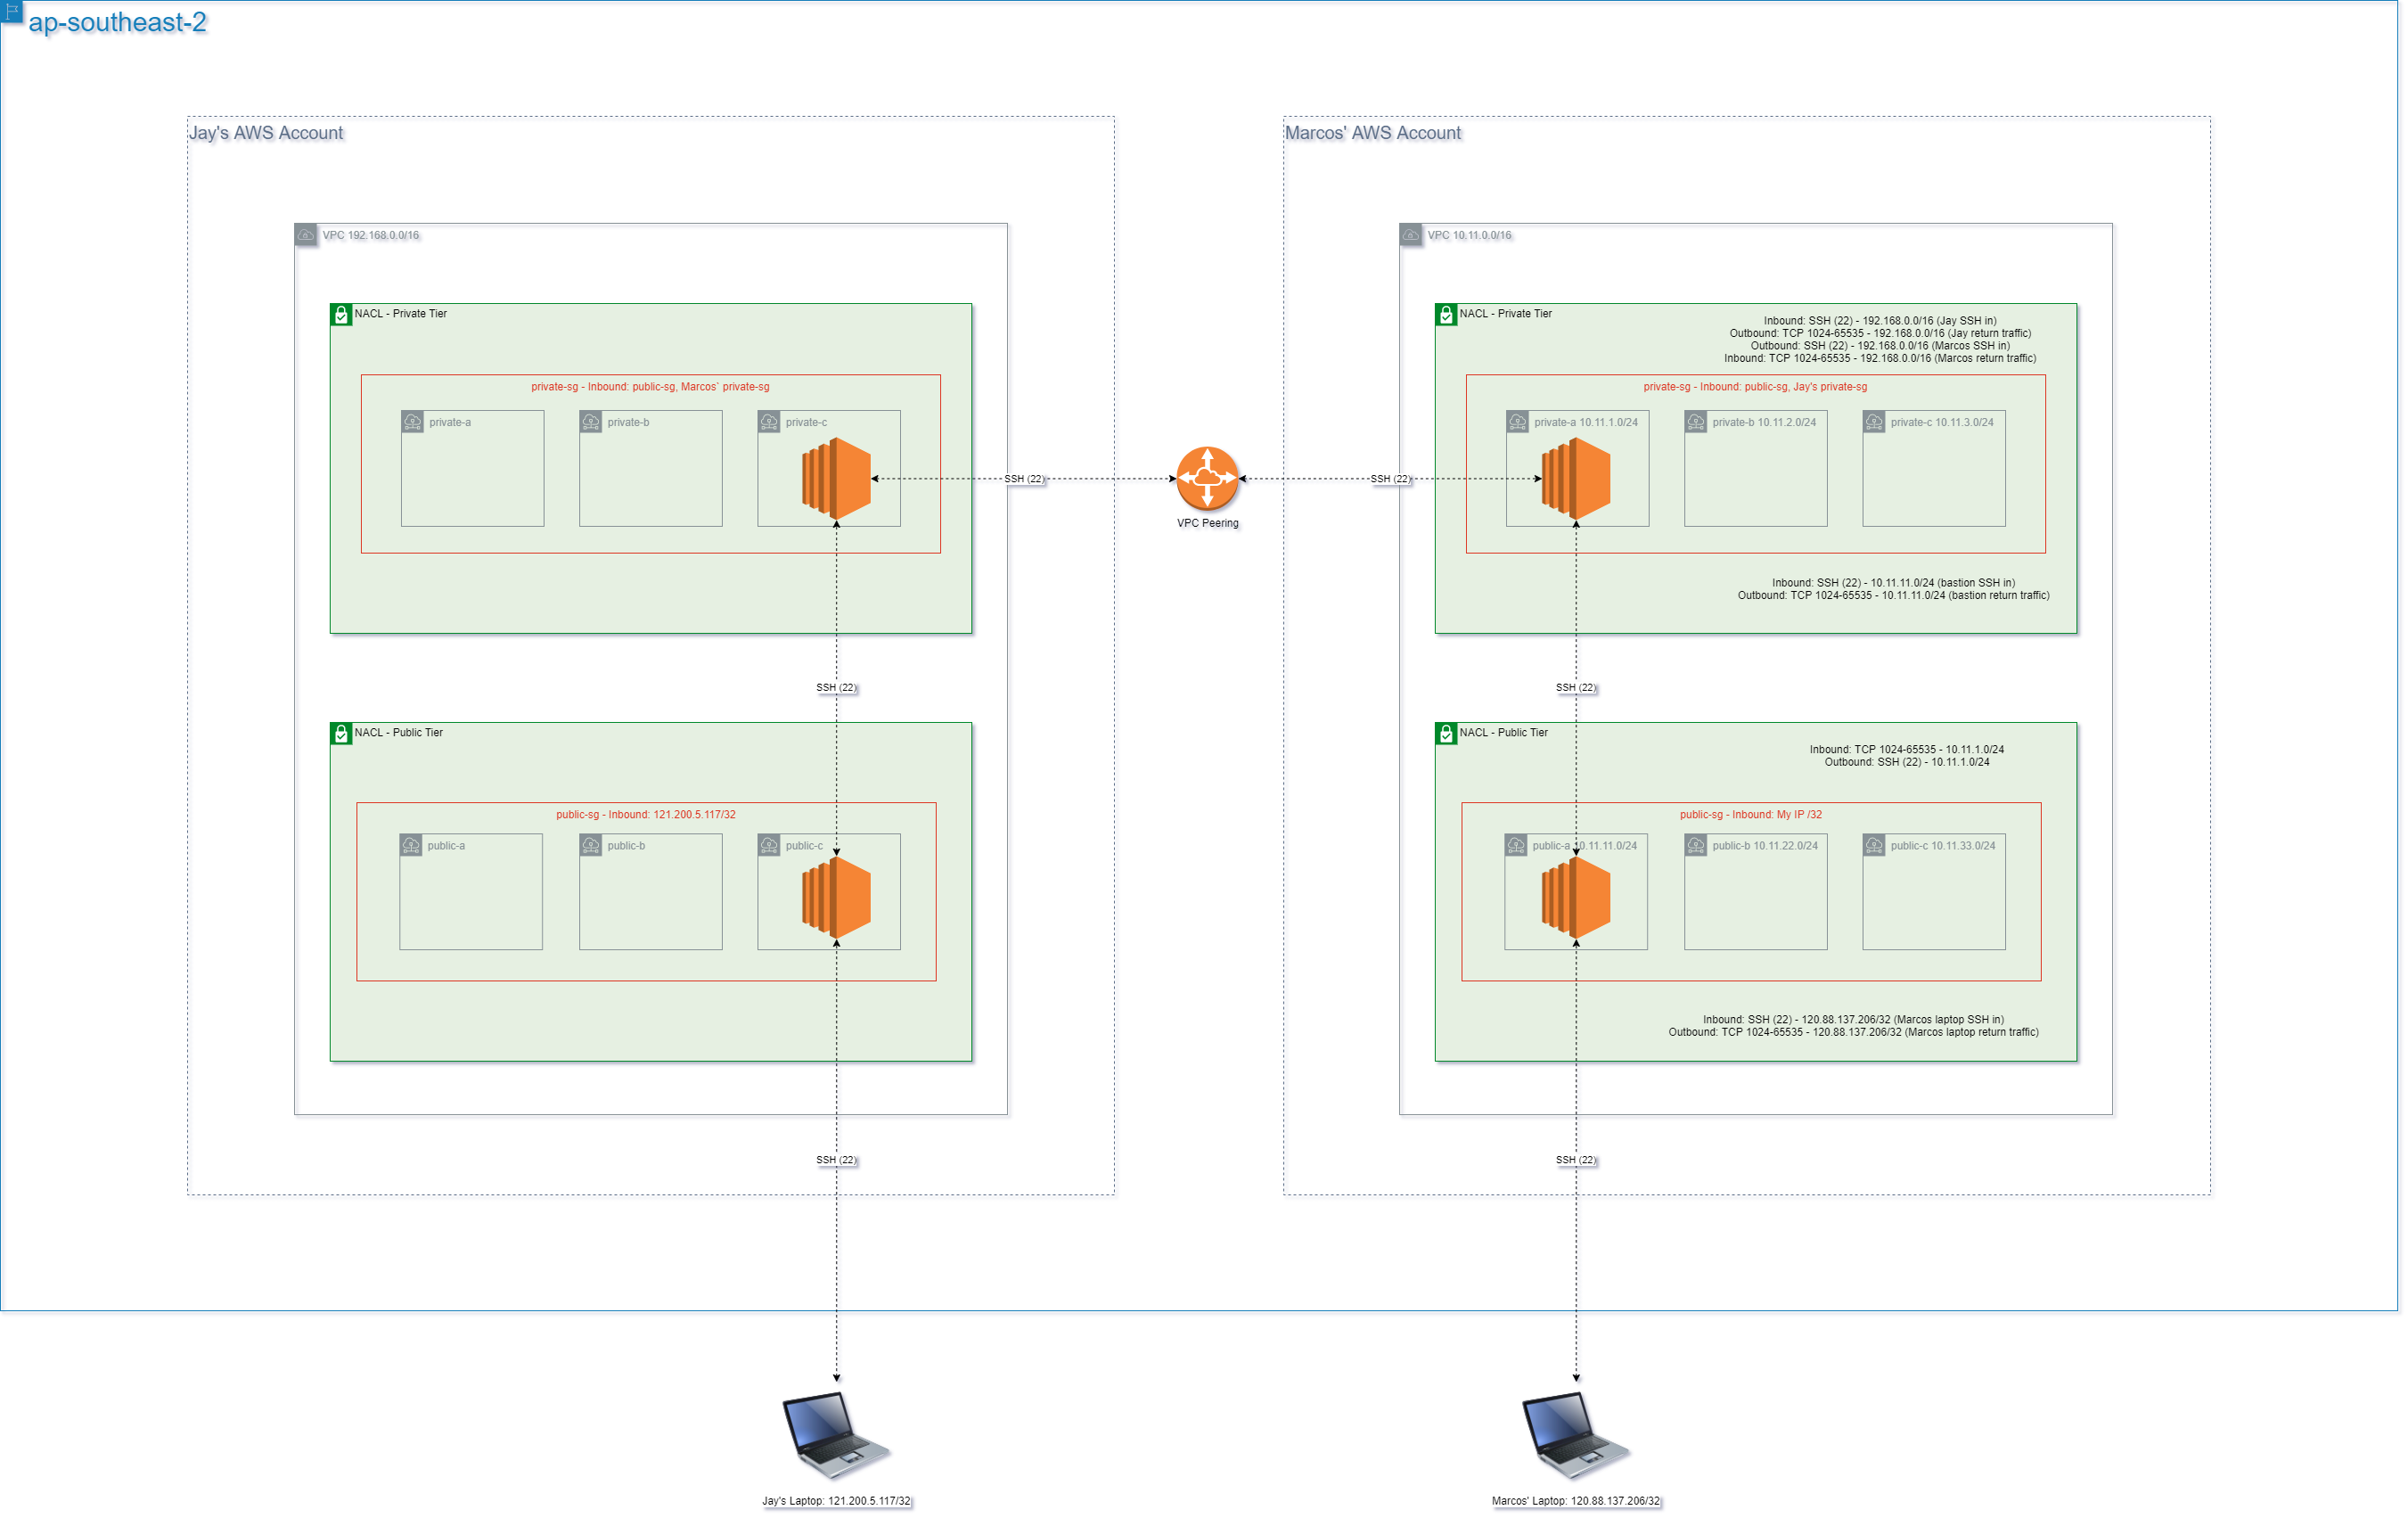 ap-southeast-2
Jay's AWS Account
VPC 192.168.0.0/16
NACL - Private Tier
private-sg - Inbound: public-sg, Marcos` private-sg
private-a
private-b
private-c
SSH (22)
SSH (22)
NACL - Public Tier
public-sg - Inbound: 121.200.5.117/32
public-a
public-b
public-c
SSH (22)
Jay's Laptop: 121.200.5.117/32
VPC Peering
Marcos' AWS Account
VPC 10.11.0.0/16
NACL - Private Tier
Inbound: SSH (22) - 192.168.0.0/16 (Jay SSH in)
Outbound: TCP 1024-65535 - 192.168.0.0/16 (Jay return traffic)
Outbound: SSH (22) - 192.168.0.0/16 (Marcos SSH in)
Inbound: TCP 1024-65535 - 192.168.0.0/16 (Marcos return traffic)
private-sg - Inbound: public-sg, Jay's private-sg
private-a 10.11.1.0/24
private-b 10.11.2.0/24
private-c 10.11.3.0/24
SSH (22)
Inbound: SSH (22) - 10.11.11.0/24 (bastion SSH in)
Outbound: TCP 1024-65535 - 10.11.11.0/24 (bastion return traffic)
SSH (22)
NACL - Public Tier
Inbound: TCP 1024-65535 - 10.11.1.0/24
Outbound: SSH (22) - 10.11.1.0/24
public-sg - Inbound: My IP /32
public-a 10.11.11.0/24
public-b 10.11.22.0/24
public-c 10.11.33.0/24
Inbound: SSH (22) - 120.88.137.206/32 (Marcos laptop SSH in)
Outbound: TCP 1024-65535 - 120.88.137.206/32 (Marcos laptop return traffic)
SSH (22)
Marcos' Laptop: 120.88.137.206/32